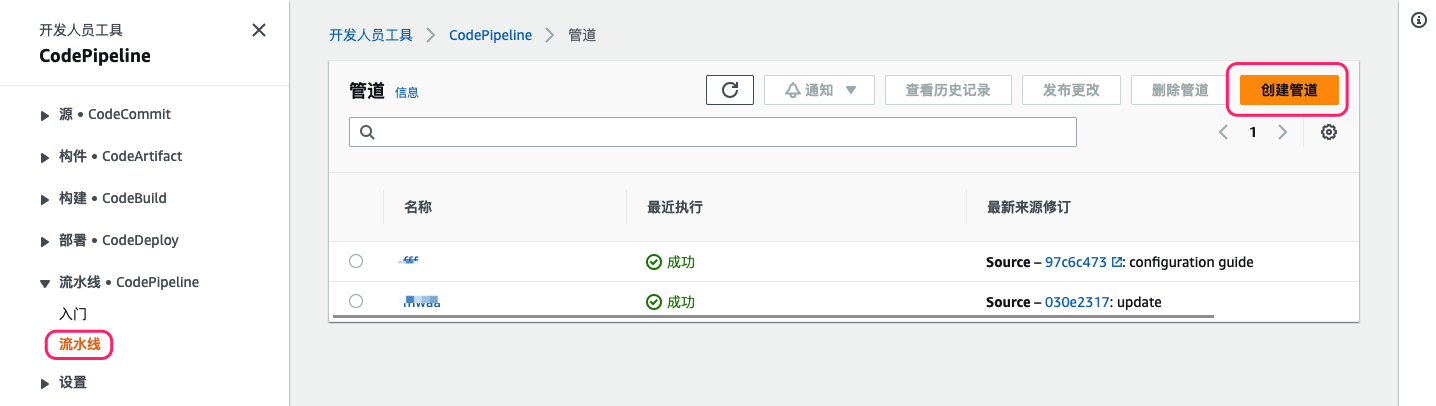 开发人员工具
CodePipeline
源 • CodeCommit
构件 • CodeArtifact
构建 • CodeBuild
部署 • CodeDeploy
流水线 • CodePipeline
入门
流水线
设置
开发人员工具 > CodePipeline > 管道
管道 信息
通知 查看历史记录 发布更改 删除管道 创建管道
1
名称 最近执行 最新来源修订
成功 Source – 97c6c473: configuration guide
成功 Source – 030e2317: update